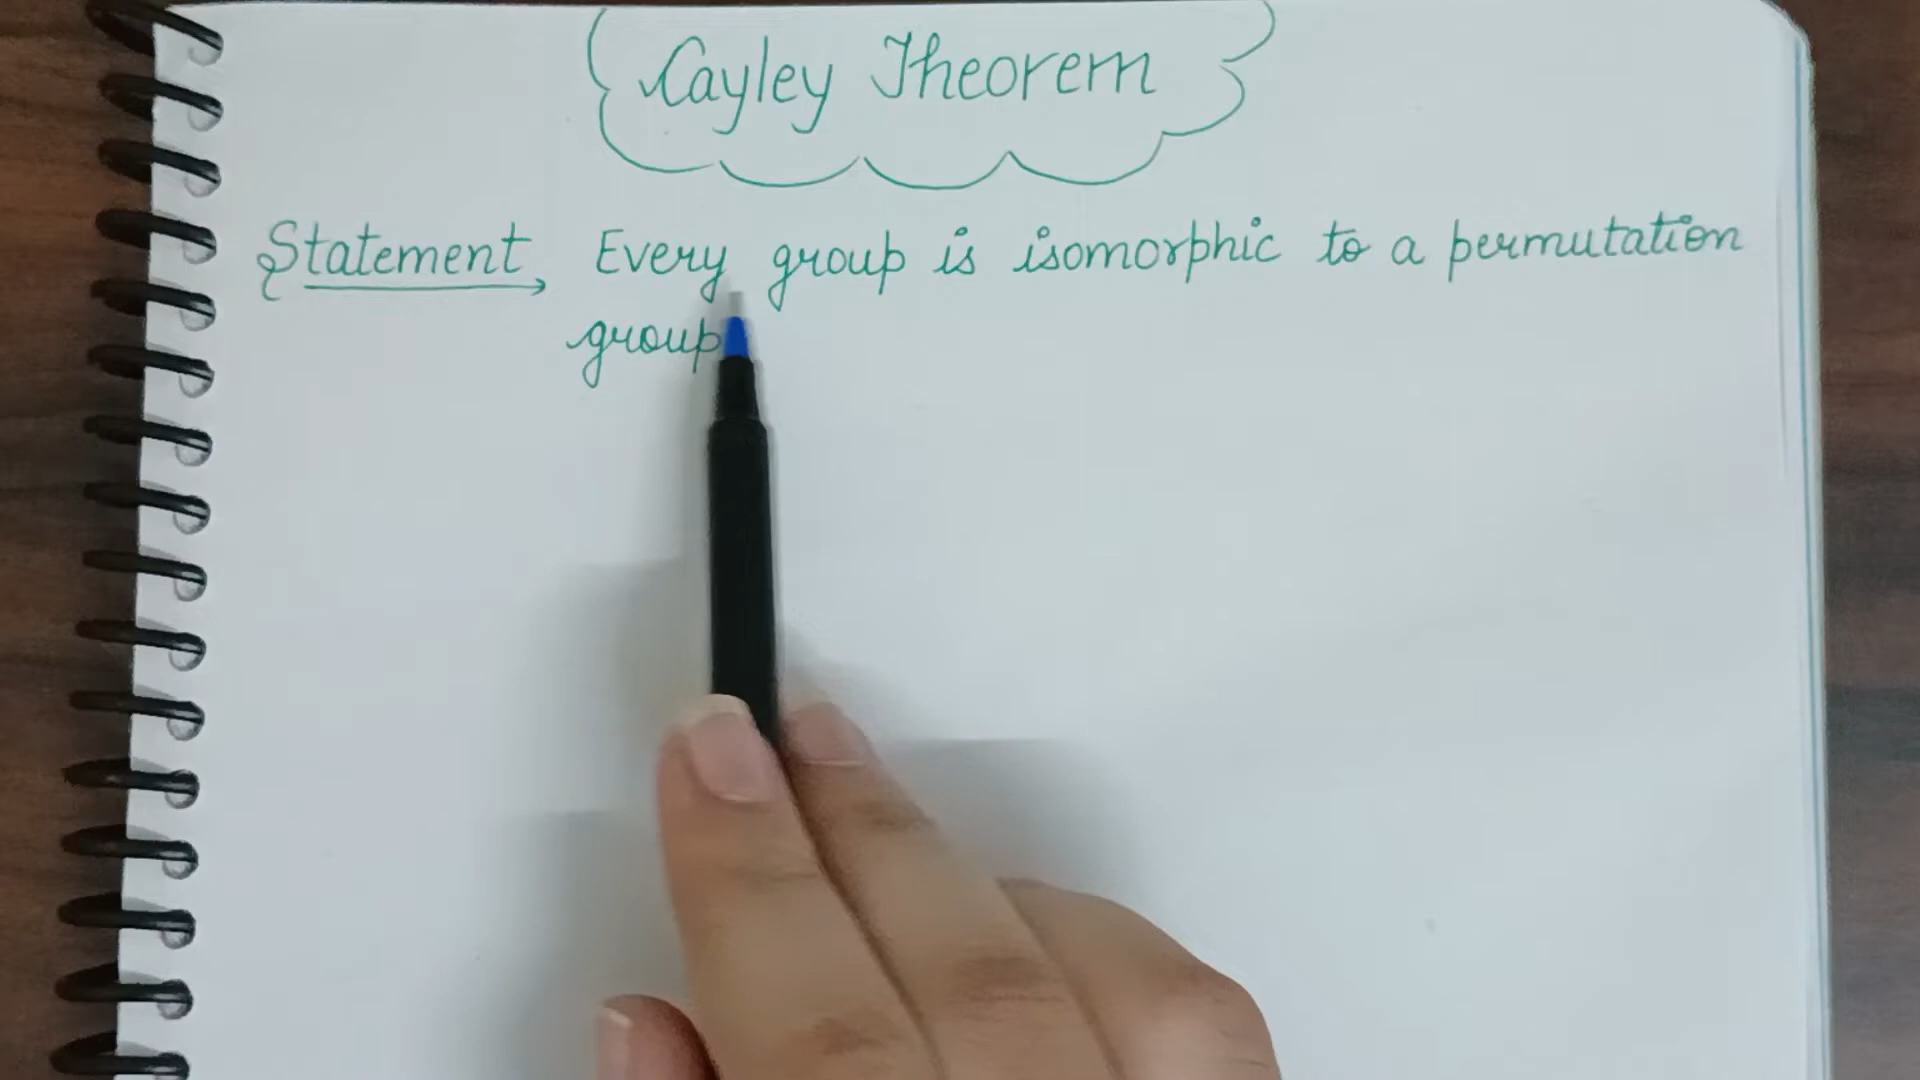 Cayley Theorem
Statement Every group is isomorphic to a permutation
group